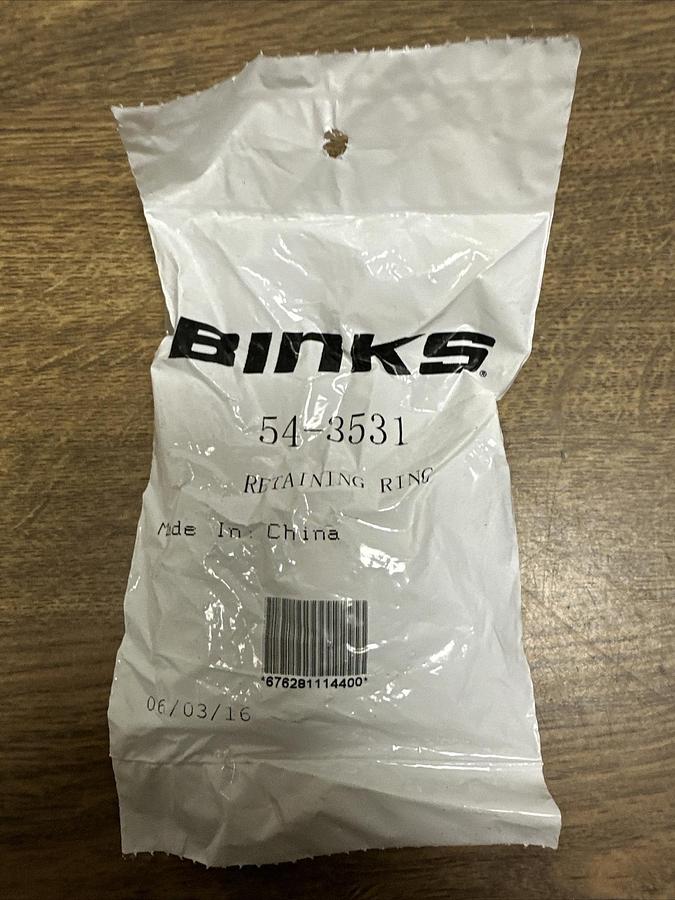 BINKS®
54-3531
RETAINING RING
Made In: China
*676281114400*
06/03/16